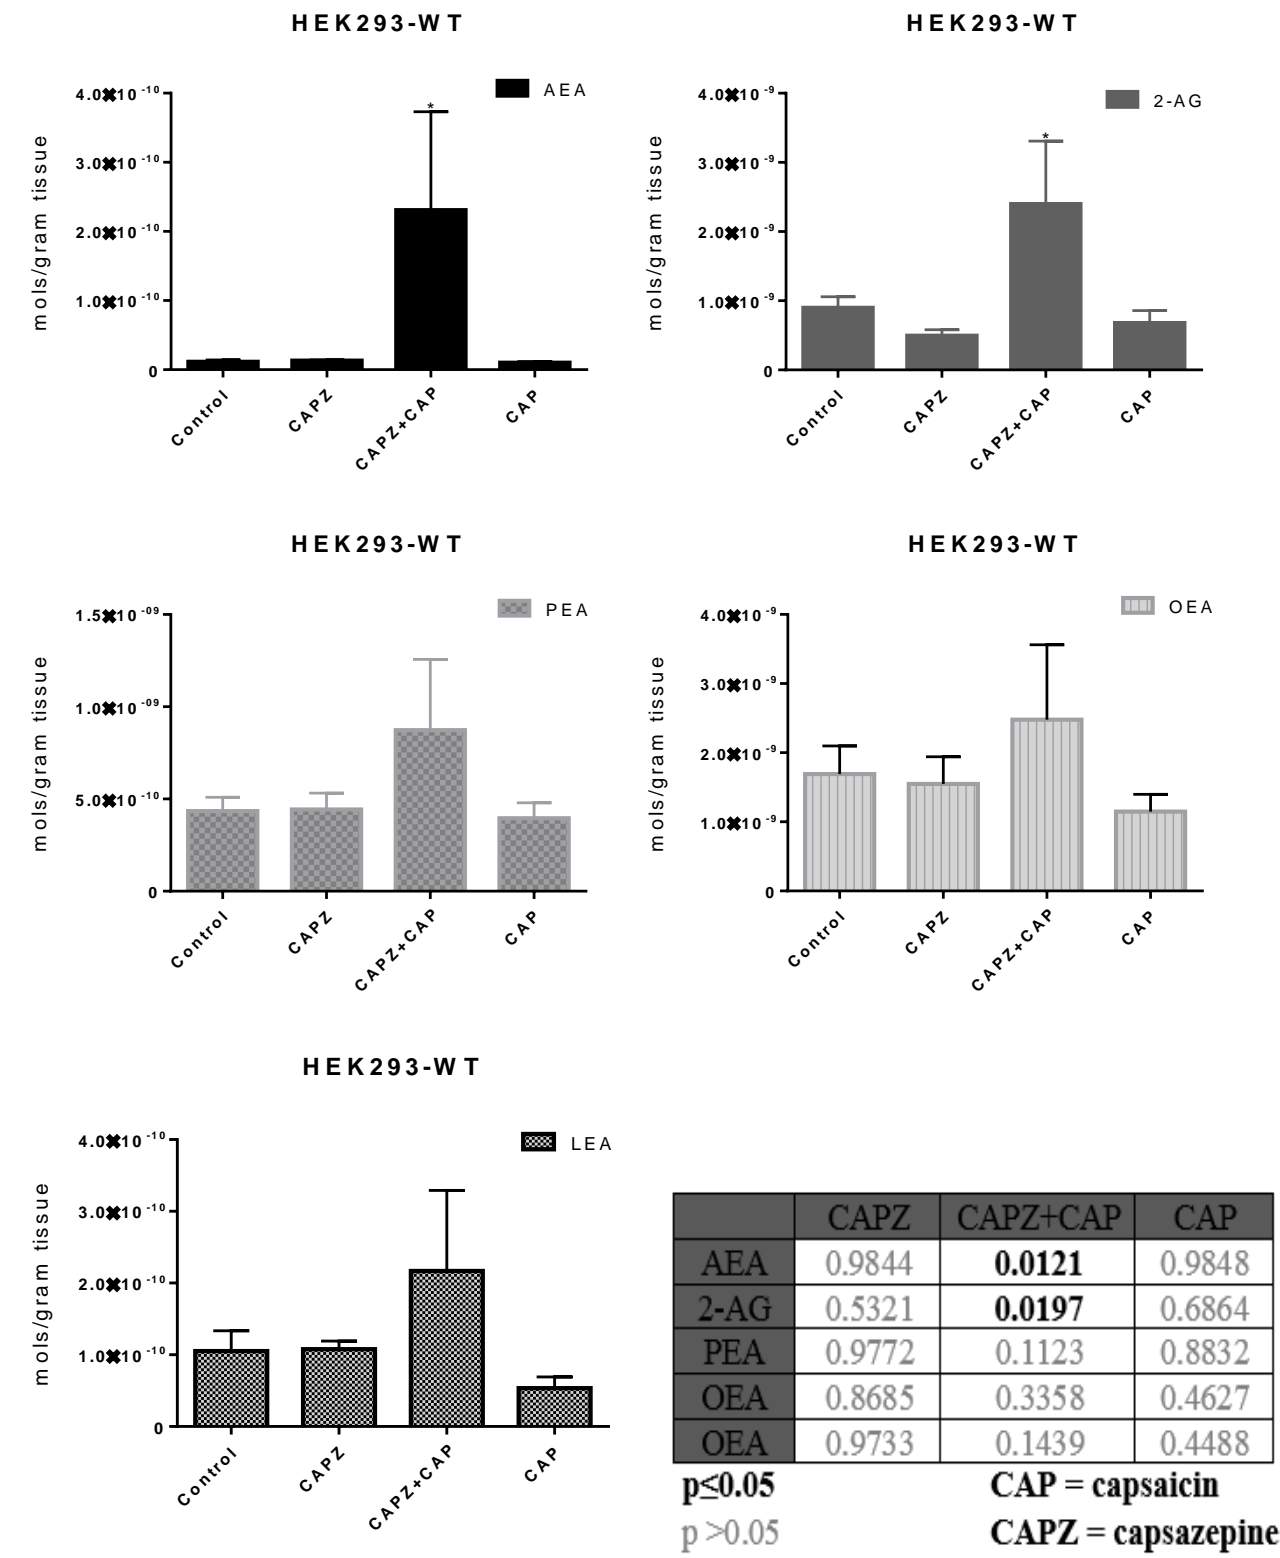 HEK293-WT
AEA
4.0✖10 -10
3.0✖10 -10
2.0✖10 -10
1.0✖10 -10
0
mols/gram tissue
Control
CAPZ
CAPZ+CAP
CAP
*
HEK293-WT
2-AG
4.0✖10 -9
3.0✖10 -9
2.0✖10 -9
1.0✖10 -9
0
mols/gram tissue
Control
CAPZ
CAPZ+CAP
CAP
*
HEK293-WT
PEA
1.5✖10 -09
1.0✖10 -09
5.0✖10 -10
0
mols/gram tissue
Control
CAPZ
CAPZ+CAP
CAP
HEK293-WT
OEA
4.0✖10 -9
3.0✖10 -9
2.0✖10 -9
1.0✖10 -9
0
mols/gram tissue
Control
CAPZ
CAPZ+CAP
CAP
HEK293-WT
LEA
4.0✖10 -10
3.0✖10 -10
2.0✖10 -10
1.0✖10 -10
0
mols/gram tissue
Control
CAPZ
CAPZ+CAP
CAP
CAPZ CAPZ+CAP CAP
AEA 0.9844 0.0121 0.9848
2-AG 0.5321 0.0197 0.6864
PEA 0.9772 0.1123 0.8832
OEA 0.8685 0.3358 0.4627
OEA 0.9733 0.1439 0.4488
p≤0.05 CAP = capsaicin
p >0.05 CAPZ = capsazepine